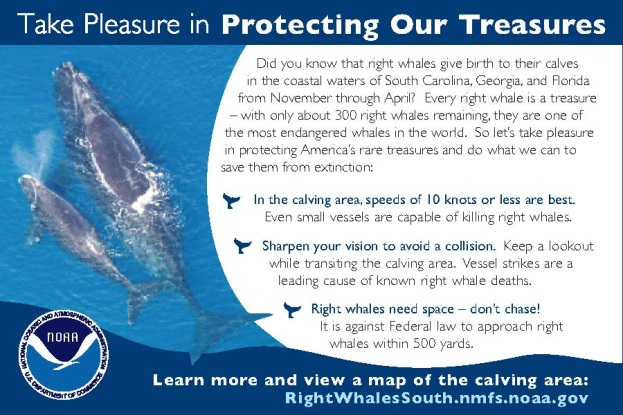 Take Pleasure in Protecting Our Treasures
Did you know that right whales give birth to their calves
in the coastal waters of South Carolina, Georgia, and Florida
from November through April?  Every right whale is a treasure
– with only about 300 right whales remaining, they are one of
the most endangered whales in the world.  So let's take pleasure
in protecting America's rare treasures and do what we can to
save them from extinction:
In the calving area, speeds of 10 knots or less are best.
Even small vessels are capable of killing right whales.
Sharpen your vision to avoid a collision.  Keep a lookout
while transiting the calving area.  Vessel strikes are a
leading cause of known right whale deaths.
Right whales need space – don't chase!
It is against Federal law to approach right
whales within 500 yards.
NATIONAL OCEANIC AND ATMOSPHERIC ADMINISTRATION
NOAA
U.S. DEPARTMENT OF COMMERCE
Learn more and view a map of the calving area:
RightWhalesSouth.nmfs.noaa.gov